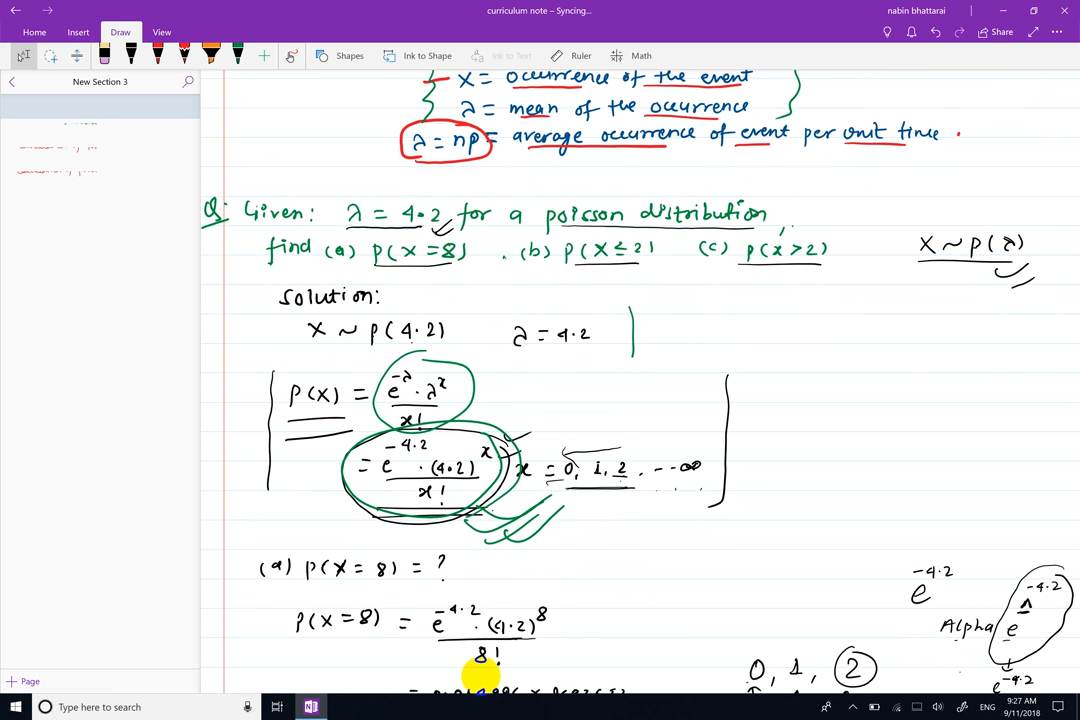 curriculum note - Syncing...
nabin bhattarai
Home Insert Draw View
Share
Shapes Ink to Shape Ink to Text Ruler Math
New Section 3
x = occurrence of the event
λ = mean of the occurrence
λ = np = average occurrence of event per unit time.
Q: Given: λ = 4.2 for a poisson distribution,
find (a) P(X = 8). (b) P(X ≤ 2) (c) P(X > 2)
X ~ P(λ)
Solution:
X ~ P(4.2) λ = 4.2
P(X) = e^-λ . λ^x
x!
= e^-4.2 . (4.2)^x x = 0, 1, 2 . --- ∞
x!
(a) P(X = 8) = ?
e^-4.2
P(X = 8) = e^-4.2 . (4.2)^8
8!
Alpha e ^ -4.2
e^-4.2
0, 1, 2
Page
Type here to search
ENG
9:27 AM
9/11/2018